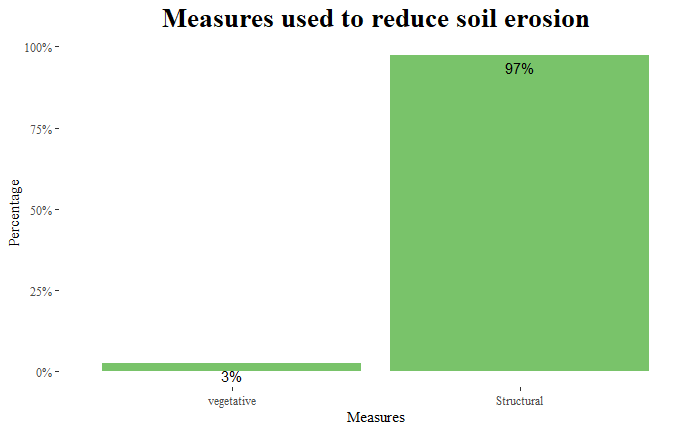 Measures used to reduce soil erosion
100%
97%
75%
Percentage
50%
25%
0%
3%
vegetative
Structural
Measures